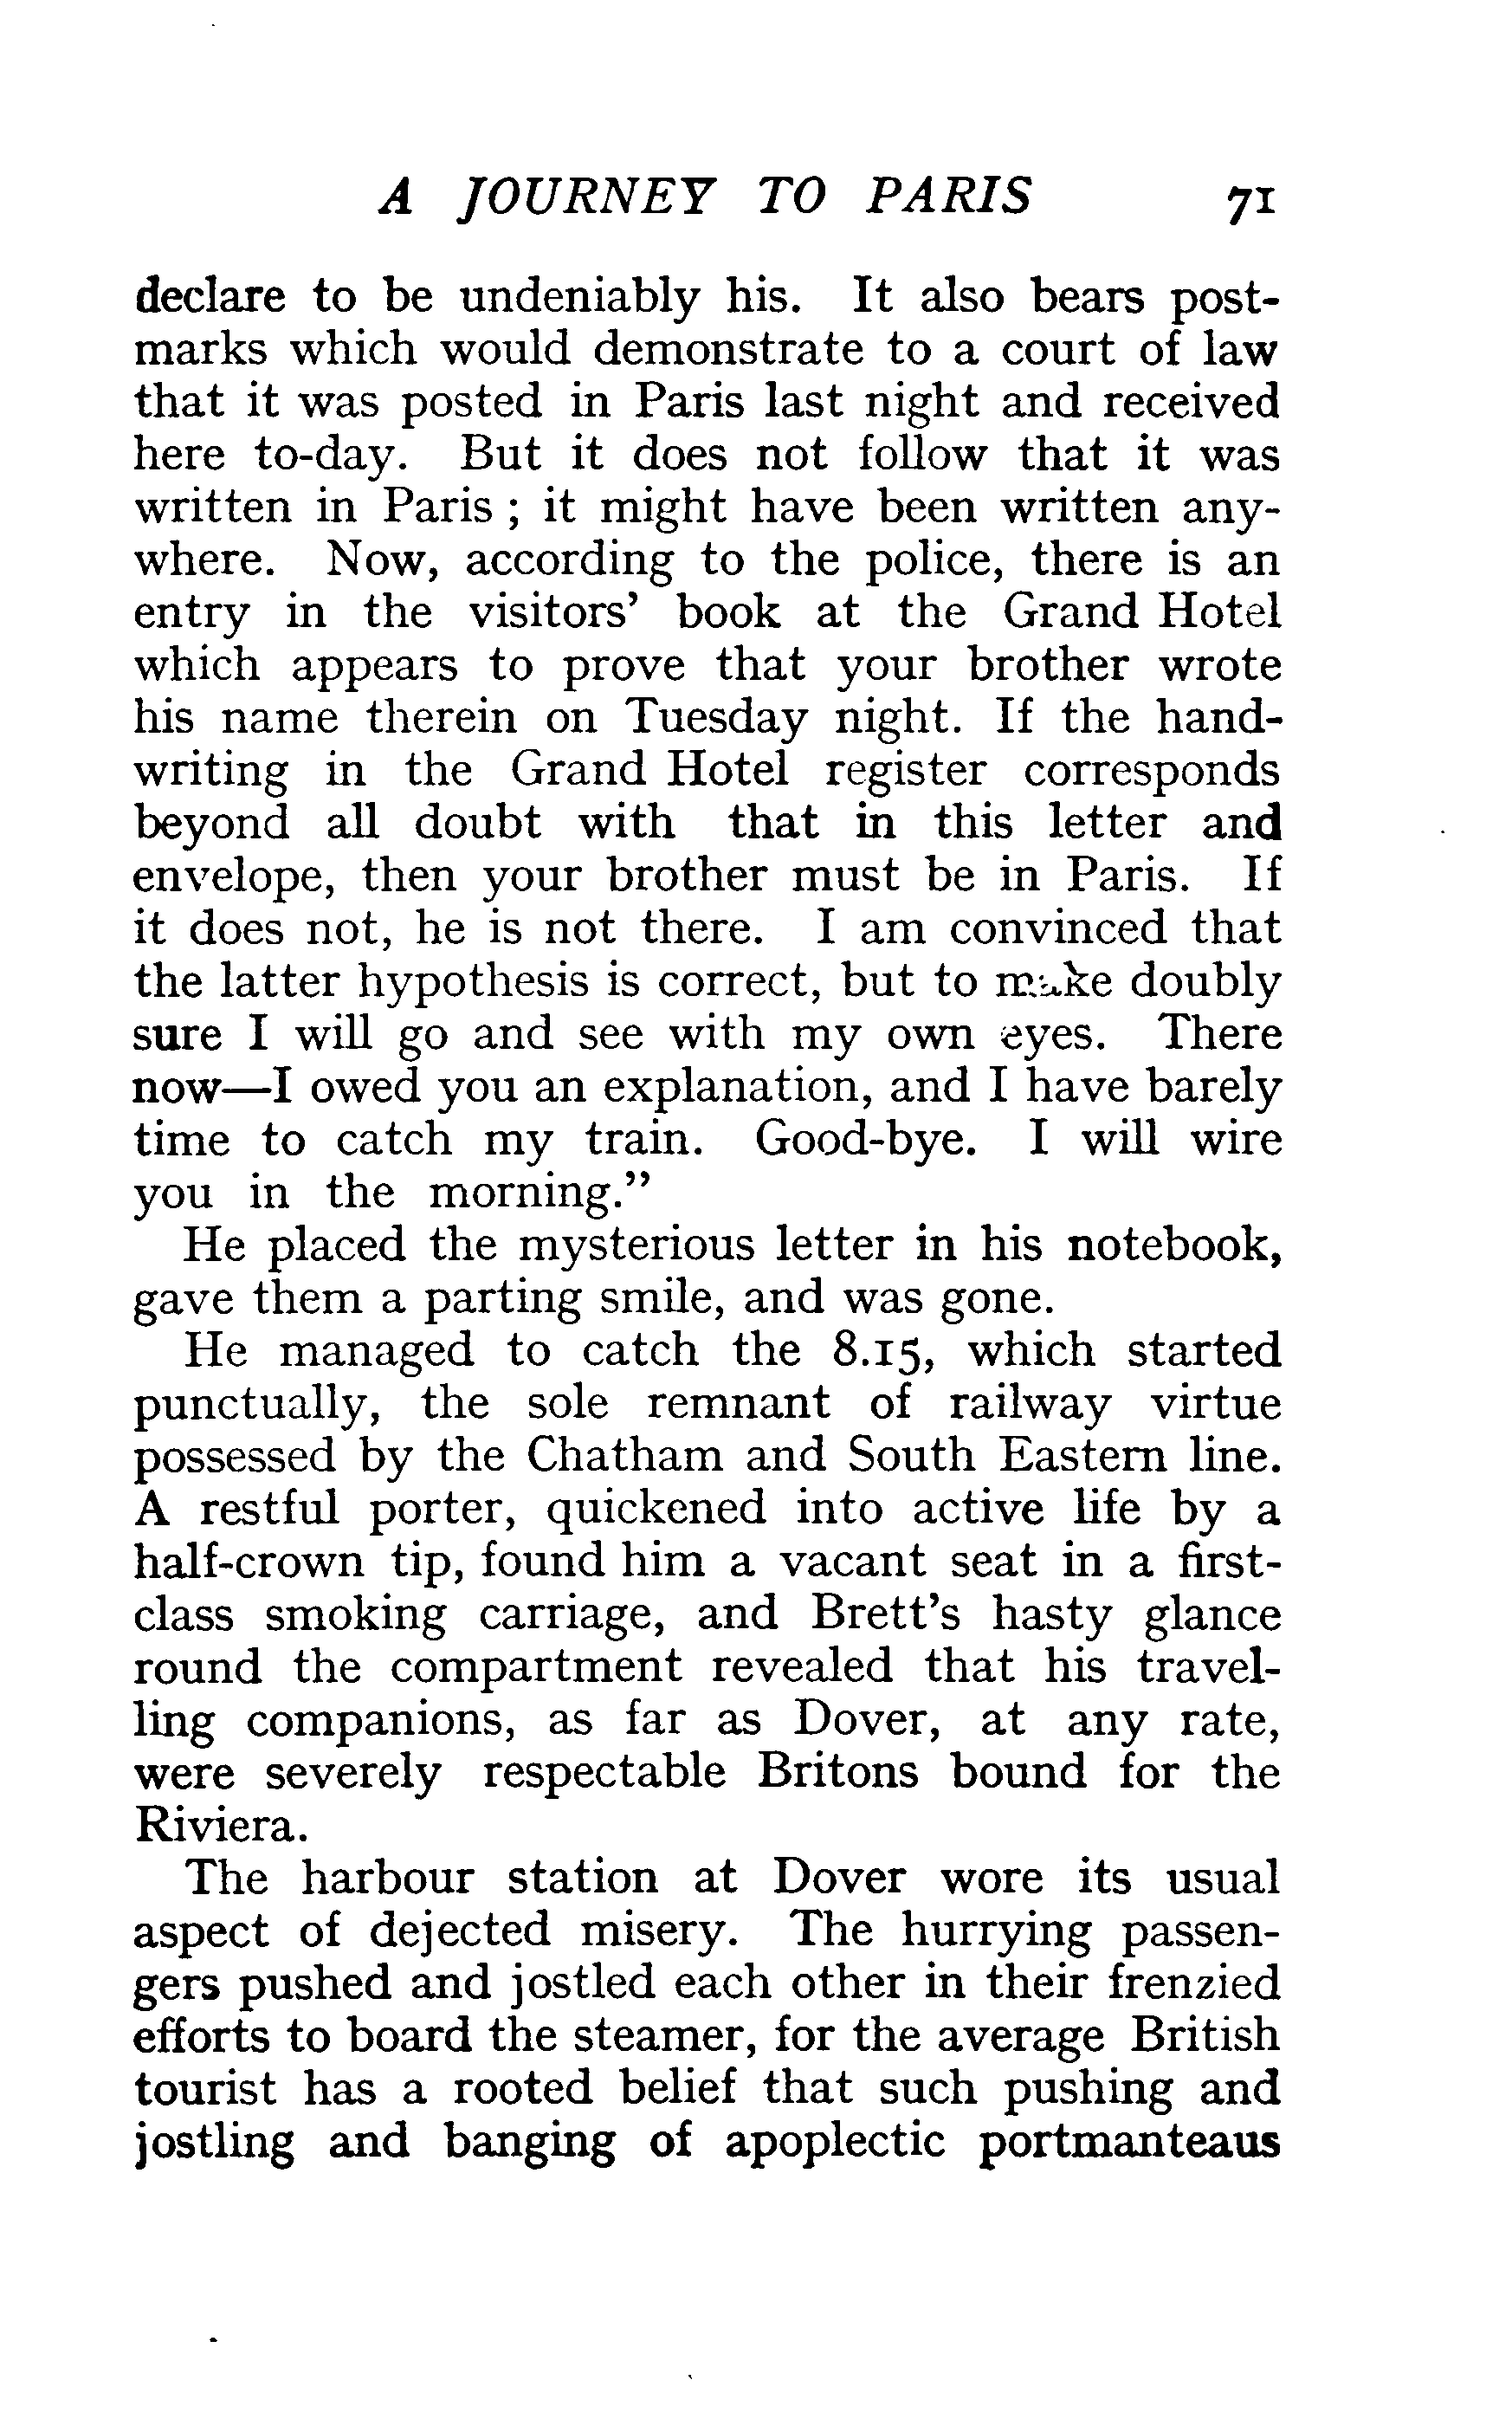 A JOURNEY TO PARIS 71
declare to be undeniably his. It also bears post-
marks which would demonstrate to a court of law
that it was posted in Paris last night and received
here to-day. But it does not follow that it was
written in Paris ; it might have been written any-
where. Now, according to the police, there is an
entry in the visitors' book at the Grand Hotel
which appears to prove that your brother wrote
his name therein on Tuesday night. If the hand-
writing in the Grand Hotel register corresponds
beyond all doubt with that in this letter and
envelope, then your brother must be in Paris. If
it does not, he is not there. I am convinced that
the latter hypothesis is correct, but to make doubly
sure I will go and see with my own eyes. There
now—I owed you an explanation, and I have barely
time to catch my train. Good-bye. I will wire
you in the morning."
He placed the mysterious letter in his notebook,
gave them a parting smile, and was gone.
He managed to catch the 8.15, which started
punctually, the sole remnant of railway virtue
possessed by the Chatham and South Eastern line.
A restful porter, quickened into active life by a
half-crown tip, found him a vacant seat in a first-
class smoking carriage, and Brett's hasty glance
round the compartment revealed that his travel-
ling companions, as far as Dover, at any rate,
were severely respectable Britons bound for the
Riviera.
The harbour station at Dover wore its usual
aspect of dejected misery. The hurrying passen-
gers pushed and jostled each other in their frenzied
efforts to board the steamer, for the average British
tourist has a rooted belief that such pushing and
jostling and banging of apoplectic portmanteaus